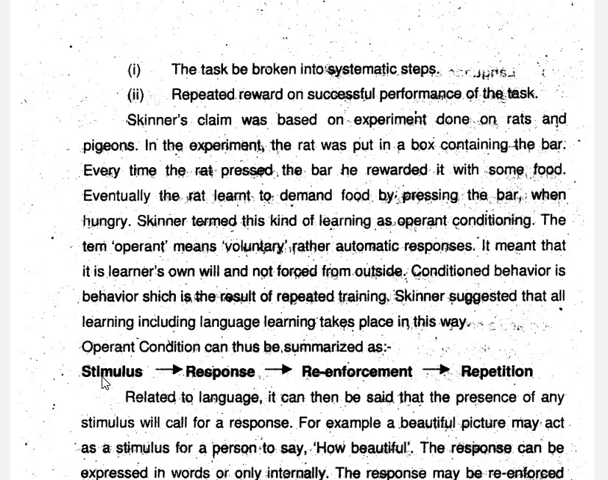 (i) The task be broken into systematic steps.
(ii) Repeated reward on successful performance of the task.
Skinner's claim was based on experiment done on rats and
pigeons. In the experiment, the rat was put in a box containing the bar.
Every time the rat pressed the bar he rewarded it with some food.
Eventually the rat learnt to demand food by pressing the bar, when
hungry. Skinner termed this kind of learning as operant conditioning. The
tem 'operant' means 'voluntary' rather automatic responses. It meant that
it is learner's own will and not forced from outside. Conditioned behavior is
behavior shich is the result of repeated training. Skinner suggested that all
learning including language learning takes place in this way.
Operant Condition can thus be summarized as:-
Stimulus → Response → Re-enforcement → Repetition
Related to language, it can then be said that the presence of any
stimulus will call for a response. For example a beautiful picture may act
as a stimulus for a person to say, 'How beautiful'. The response can be
expressed in words or only internally. The response may be re-enforced